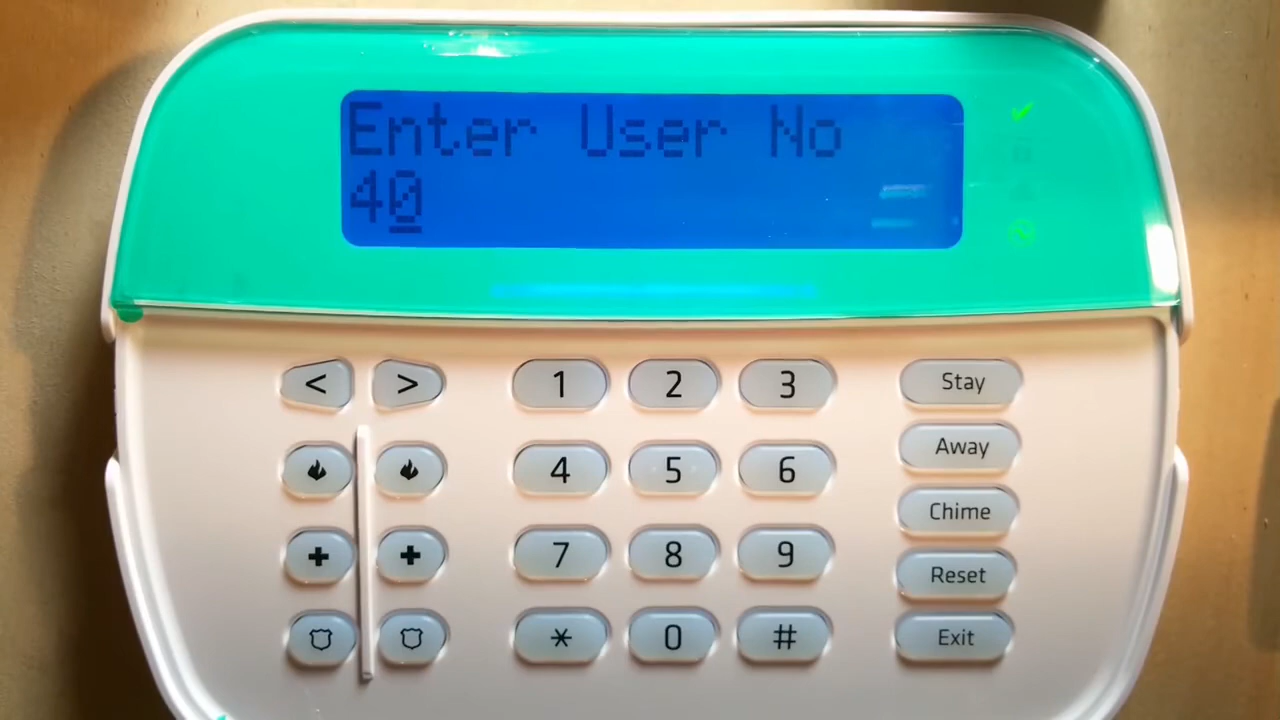 Enter User No
40
< > 1 2 3 Stay
4 5 6 Away
7 8 9 Chime
Reset
* 0 # Exit